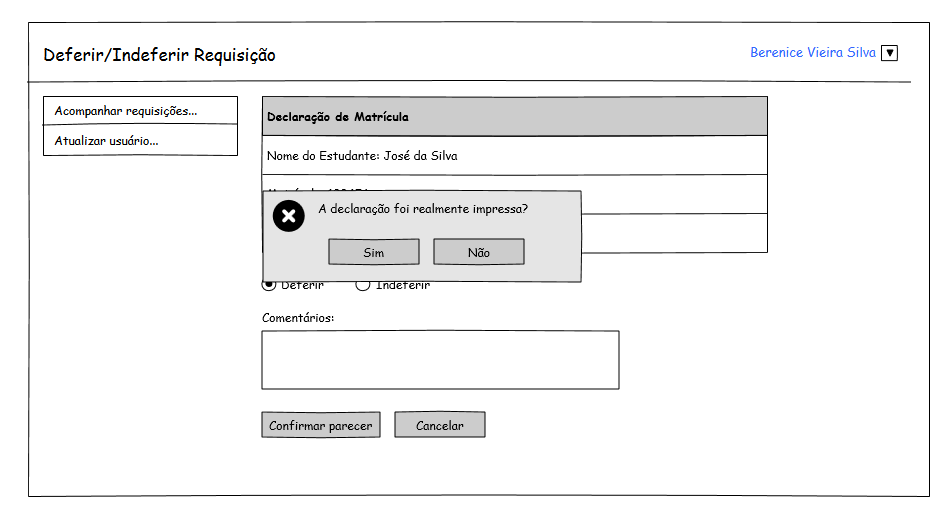 Deferir/Indeferir Requisição
Berenice Vieira Silva
Acompanhar requisições...
Atualizar usuário...
Declaração de Matrícula
Nome do Estudante: José da Silva
A declaração foi realmente impressa?
Sim Não
Deferir Indeferir
Comentários:
Confirmar parecer Cancelar